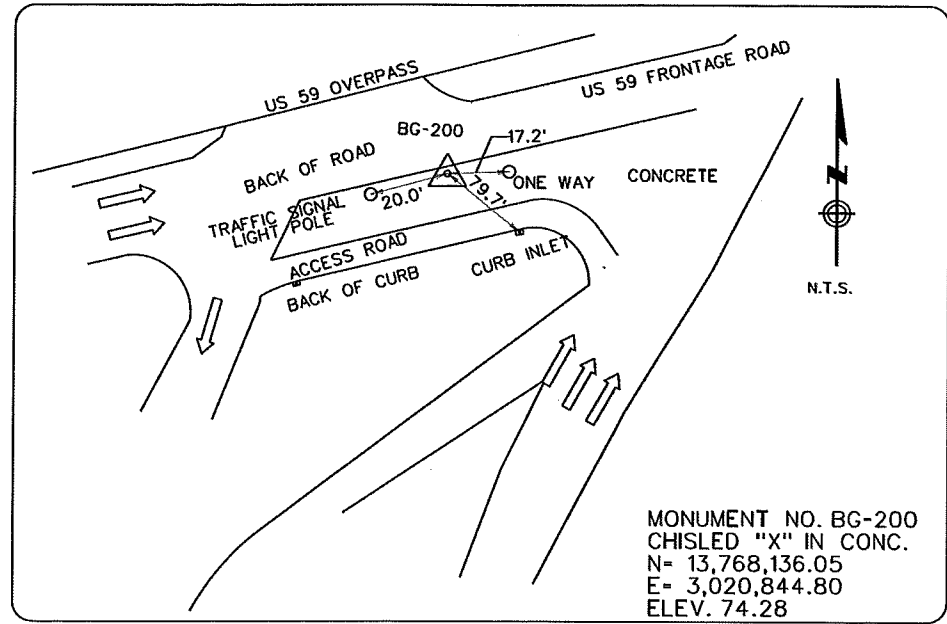 US 59 OVERPASS
US 59 FRONTAGE ROAD
BG-200
17.2'
BACK OF ROAD
79.7'
ONE WAY
CONCRETE
20.0'
TRAFFIC SIGNAL
LIGHT POLE
ACCESS ROAD
CURB INLET
BACK OF CURB
N
N.T.S.
MONUMENT NO. BG-200
CHISLED "X" IN CONC.
N= 13,768,136.05
E= 3,020,844.80
ELEV. 74.28